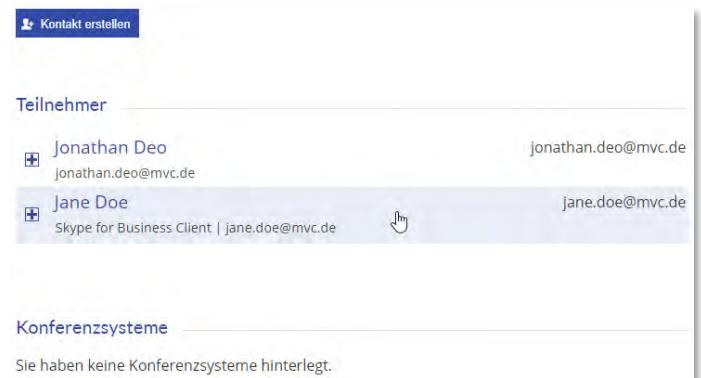 Kontakt erstellen
Teilnehmer
Jonathan Deo jonathan.deo@mvc.de
jonathan.deo@mvc.de
Jane Doe jane.doe@mvc.de
Skype for Business Client | jane.doe@mvc.de
Konferenzsysteme
Sie haben keine Konferenzsysteme hinterlegt.